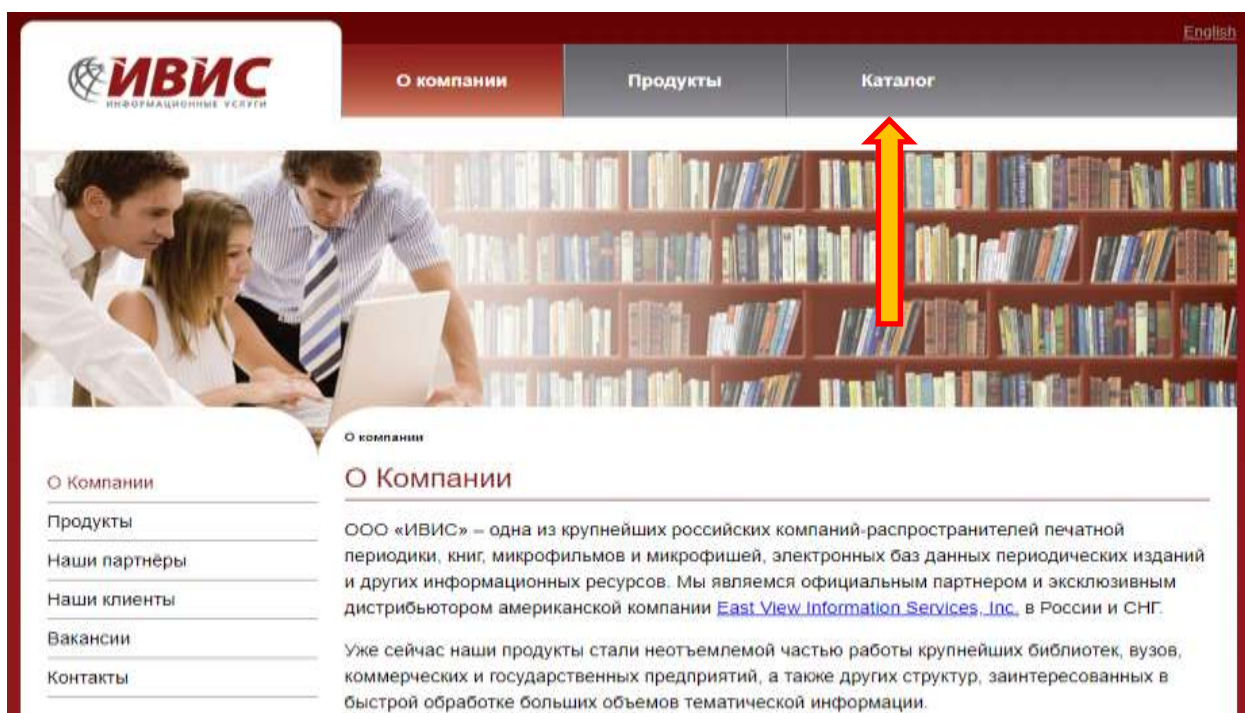 English
ИВИС
ИНФОРМАЦИОННЫЕ УСЛУГИ
О компании
Продукты
Каталог
О компании
О Компании
Продукты
Наши партнёры
Наши клиенты
Вакансии
Контакты
О Компании
ООО «ИВИС» – одна из крупнейших российских компаний-распространителей печатной
периодики, книг, микрофильмов и микрофишей, электронных баз данных периодических изданий
и других информационных ресурсов. Мы являемся официальным партнером и эксклюзивным
дистрибьютором американской компании East View Information Services, Inc. в России и СНГ.
Уже сейчас наши продукты стали неотъемлемой частью работы крупнейших библиотек, вузов,
коммерческих и государственных предприятий, а также других структур, заинтересованных в
быстрой обработке больших объемов тематической информации.